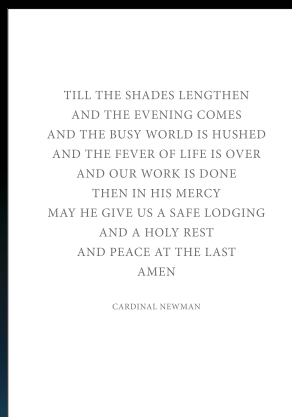 TILL THE SHADES LENGTHEN
AND THE EVENING COMES
AND THE BUSY WORLD IS HUSHED
AND THE FEVER OF LIFE IS OVER
AND OUR WORK IS DONE
THEN IN HIS MERCY
MAY HE GIVE US A SAFE LODGING
AND A HOLY REST
AND PEACE AT THE LAST
AMEN
CARDINAL NEWMAN